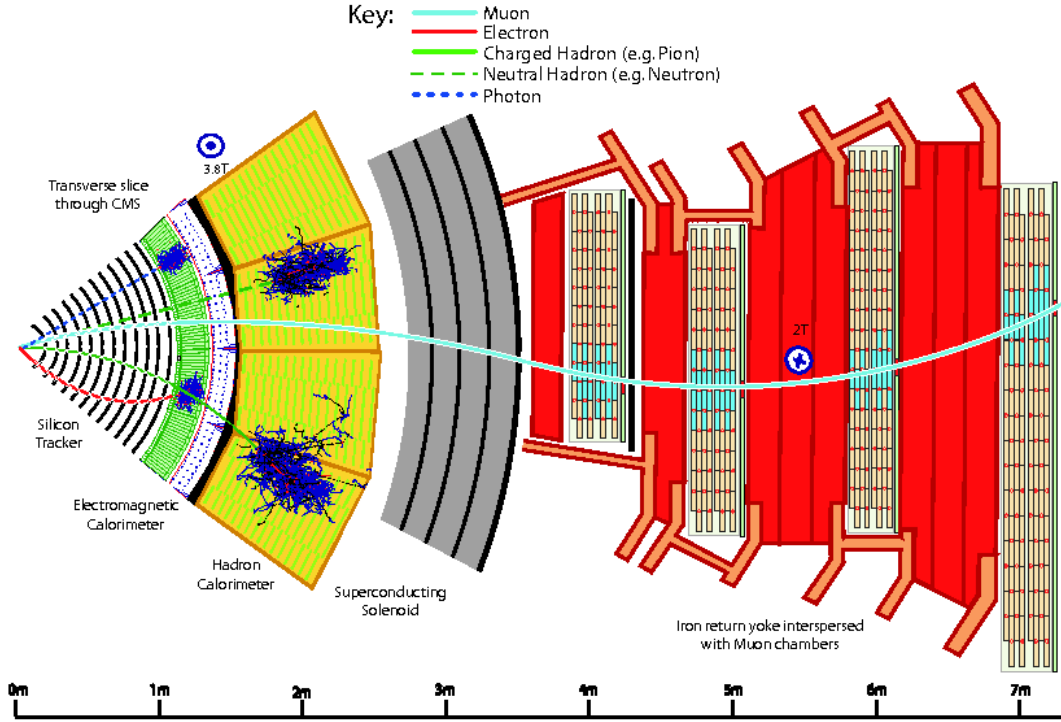 Key:
Muon
Electron
Charged Hadron (e.g. Pion)
Neutral Hadron (e.g. Neutron)
Photon
3.8T
Transverse slice
through CMS
2T
Silicon
Tracker
Electromagnetic
Calorimeter
Hadron
Calorimeter
Superconducting
Solenoid
Iron return yoke interspersed
with Muon chambers
0m 1m 2m 3m 4m 5m 6m 7m